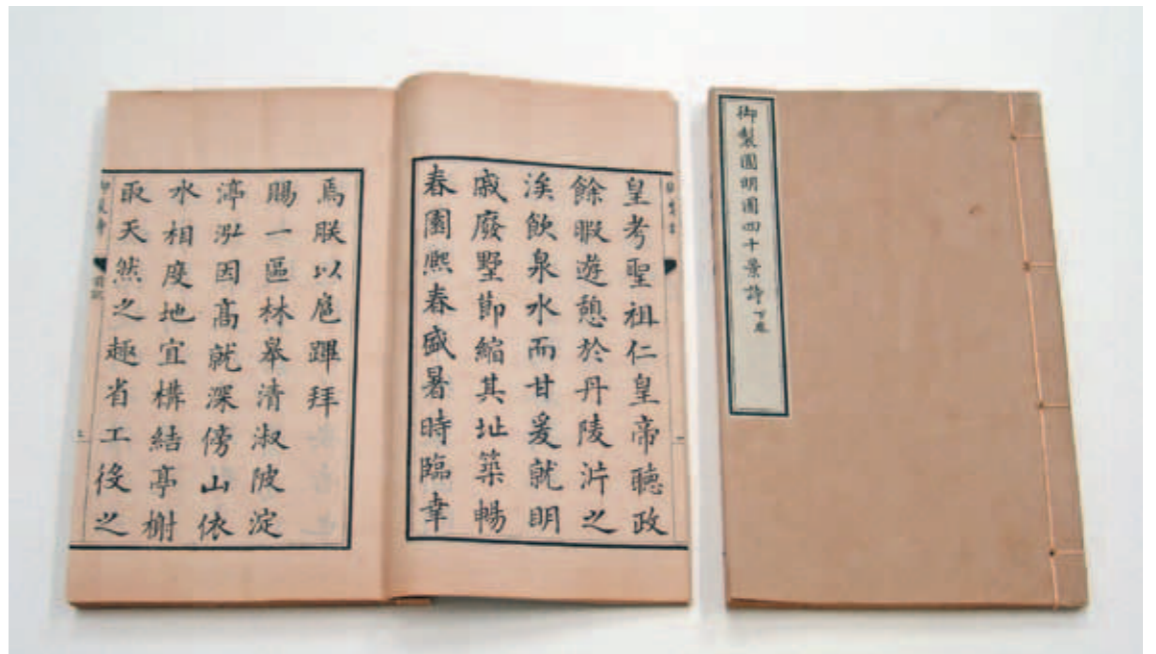 皇考聖祖仁皇帝聽政
餘暇遊憩於丹陵沜之
涘飲泉水而甘爰就明
戚廢墅節縮其址築暢
春園熙春盛暑時臨幸
焉朕以扈蹕拜
賜一區林皋清淑陂淀
渟泓因高就深傍山依
水相度地宜構結亭榭
取天然之趣省工役之
御製圓明園四十景詩 下卷